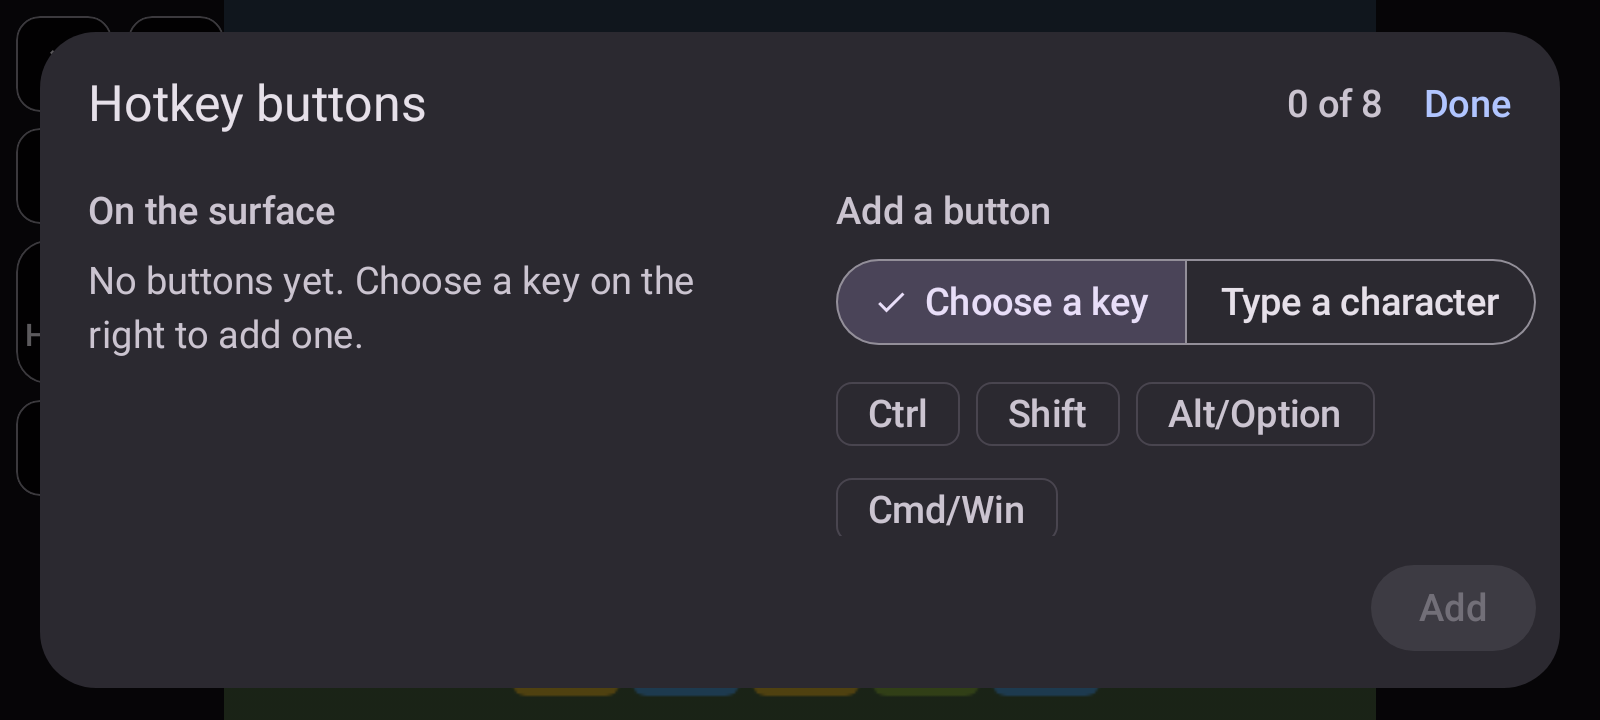 Hotkey buttons
0 of 8 Done
On the surface
No buttons yet. Choose a key on the
right to add one.
Add a button
Choose a key Type a character
Ctrl Shift Alt/Option
Cmd/Win
Add